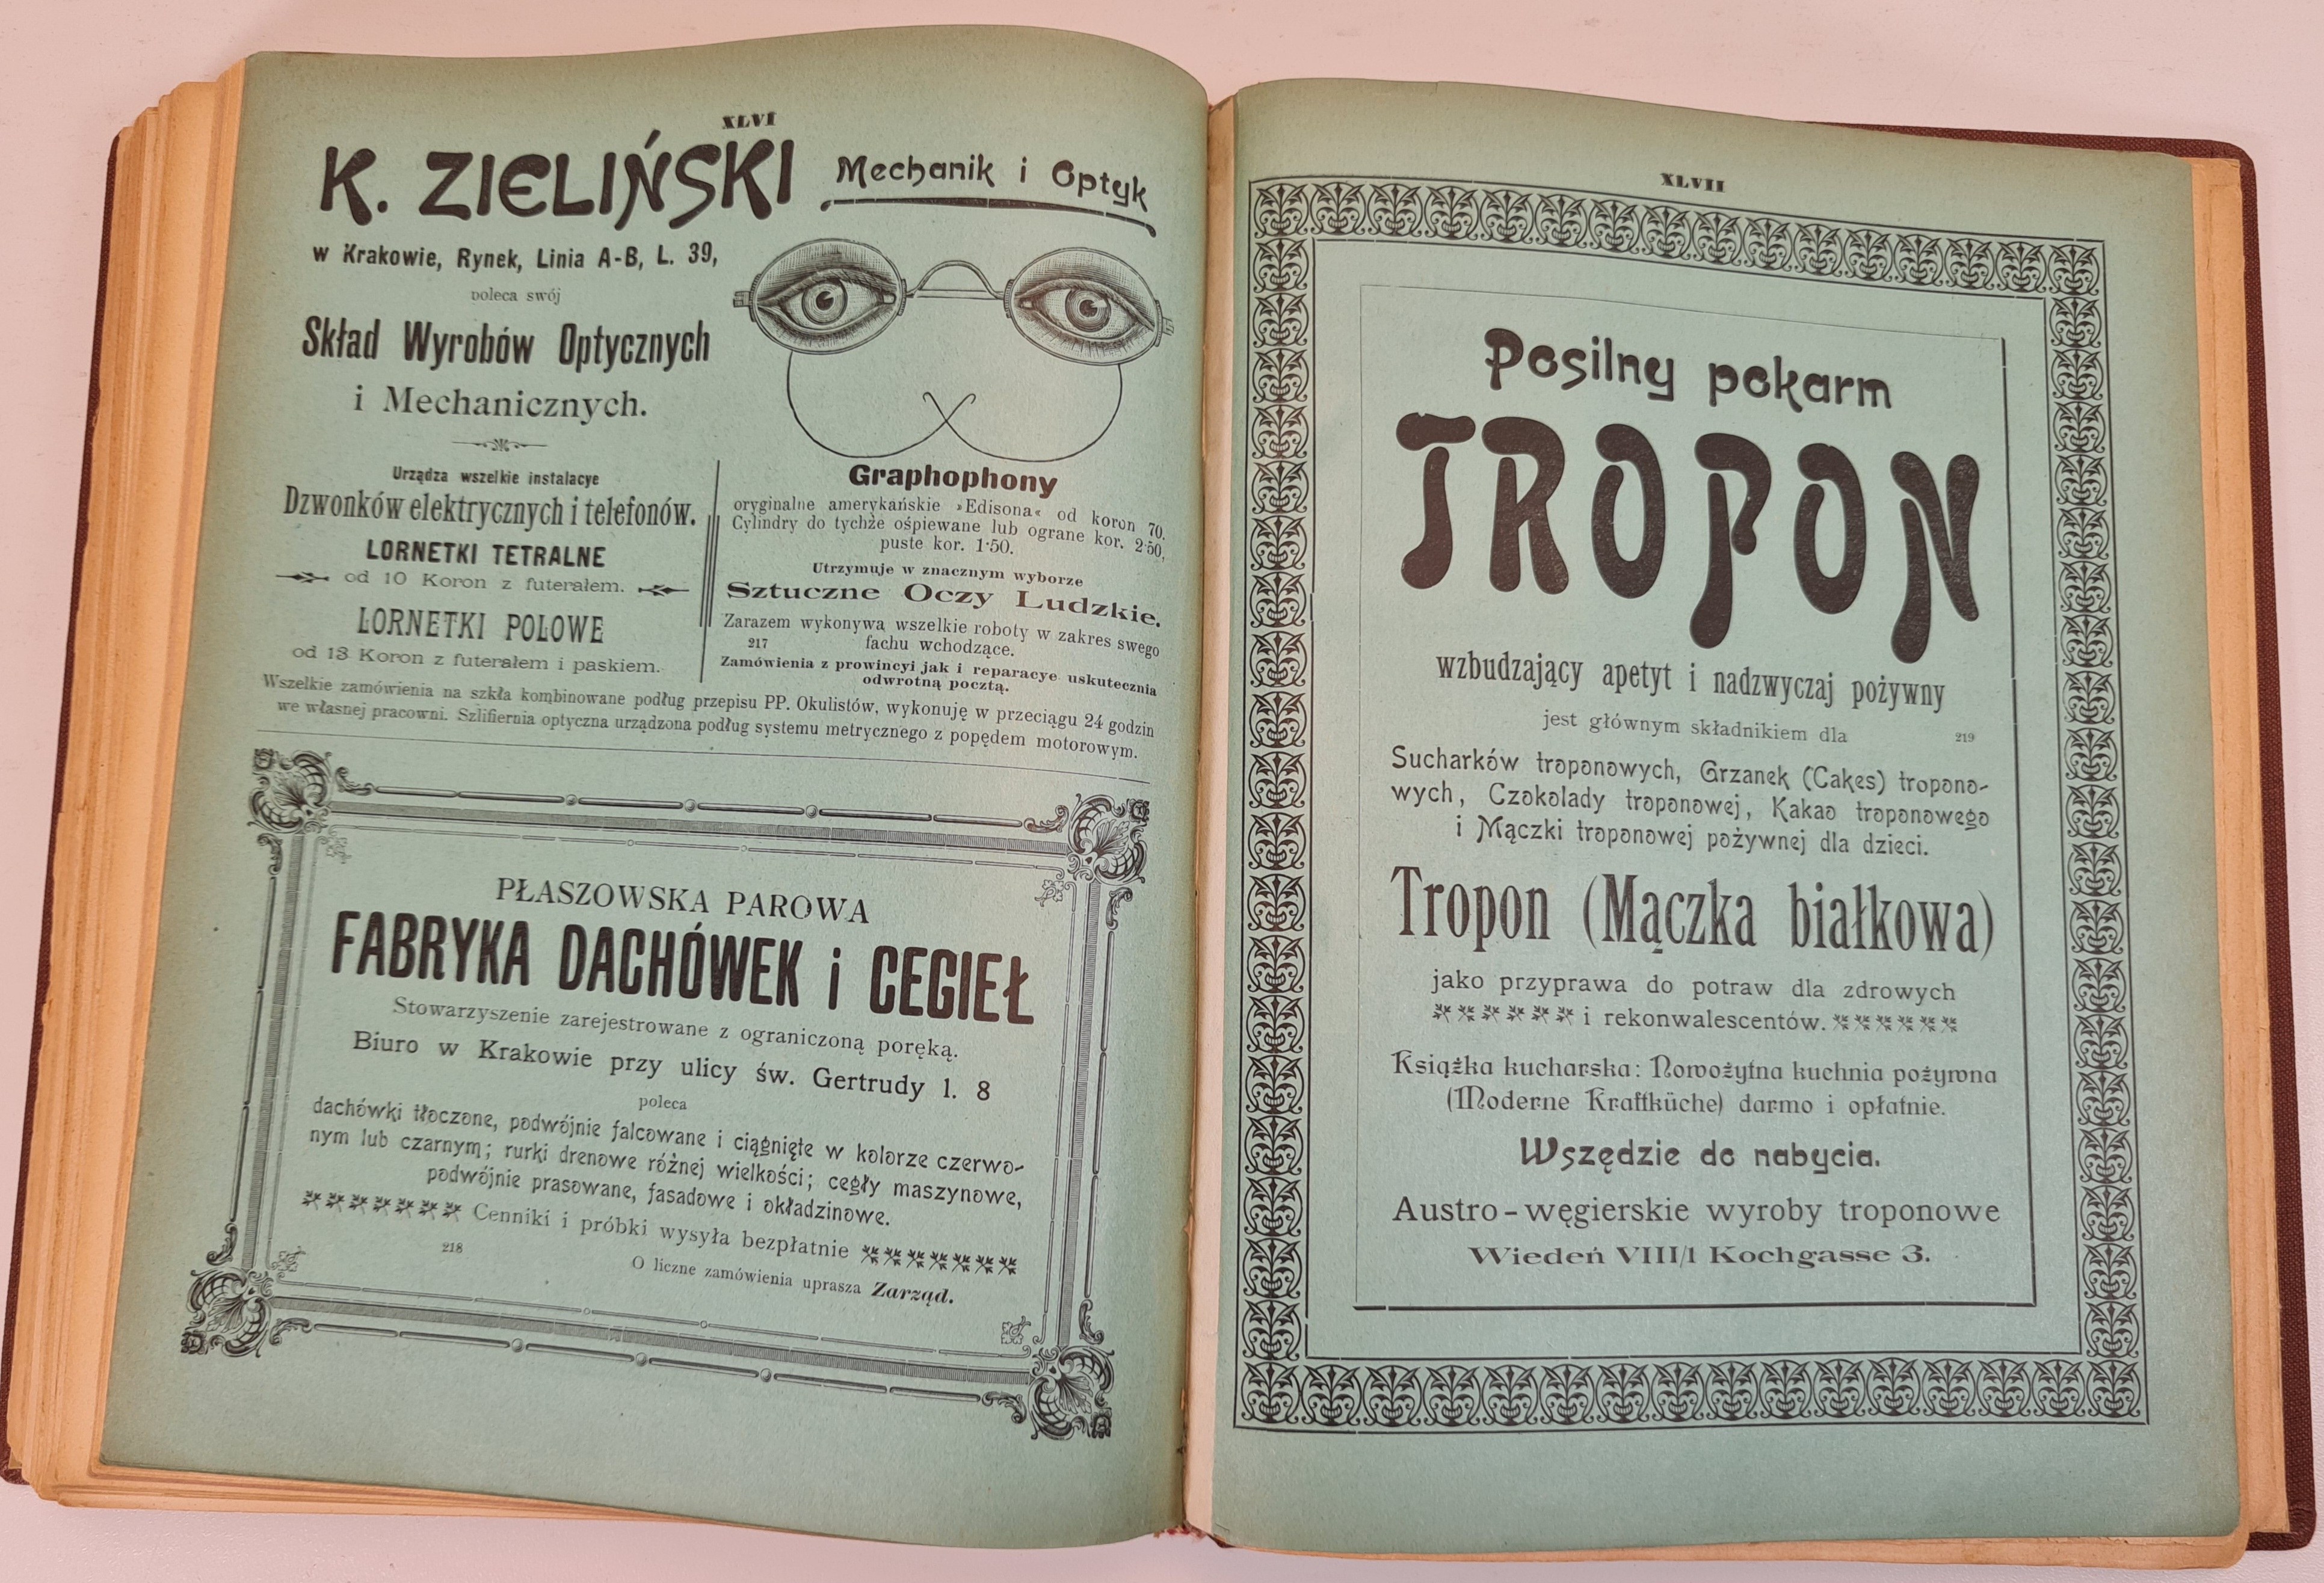 XLVI
K. ZIELIŃSKI Mechanik i Optyk
w Krakowie, Rynek, Linia A-B, L. 39,
poleca swój
Skład Wyrobów Optycznych
i Mechanicznych.
Urządza wszelkie instalacye
Dzwonków elektrycznych i telefonów.
LORNETKI TETRALNE
od 10 Koron z futerałem.
LORNETKI POLOWE
od 13 Koron z futerałem i paskiem.
Graphophony
oryginalne amerykańskie »Edisona« od koron 70.
Cylindry do tychże ośpiewane lub ograne kor. 2·50,
puste kor. 1·50.
Utrzymuje w znacznym wyborze
Sztuczne Oczy Ludzkie.
Zarazem wykonywa wszelkie roboty w zakres swego
217 fachu wchodzące.
Zamówienia z prowincyi jak i reparacye uskutecznia
odwrotną pocztą.
Wszelkie zamówienia na szkła kombinowane podług przepisu PP. Okulistów, wykonuję w przeciągu 24 godzin
we własnej pracowni. Szlifiernia optyczna urządzona podług systemu metrycznego z popędem motorowym.
PŁASZOWSKA PAROWA
FABRYKA DACHÓWEK i CEGIEŁ
Stowarzyszenie zarejestrowane z ograniczoną poręką.
Biuro w Krakowie przy ulicy św. Gertrudy l. 8
poleca
dachówki tłoczone, podwójnie falcowane i ciągnięte w kolorze czerwo-
nym lub czarnym; rurki drenowe różnej wielkości; cegły maszynowe,
podwójnie prasowane, fasadowe i okładzinowe.
Cenniki i próbki wysyła bezpłatnie
218
O liczne zamówienia uprasza Zarząd.
XLVII
Posilny pokarm
TROPON
wzbudzający apetyt i nadzwyczaj pożywny
jest głównym składnikiem dla 219
Sucharków troponowych, Grzanek (Cakes) tropono-
wych, Czokolady troponowej, Kakao troponowego
i Mączki troponowej pożywnej dla dzieci.
Tropon (Mączka białkowa)
jako przyprawa do potraw dla zdrowych
i rekonwalescentów.
Książka kucharska: Nowożytna kuchnia pożywna
(Moderne Kraftküche) darmo i opłatnie.
Wszędzie do nabycia.
Austro-węgierskie wyroby troponowe
Wiedeń VIII/1 Kochgasse 3.